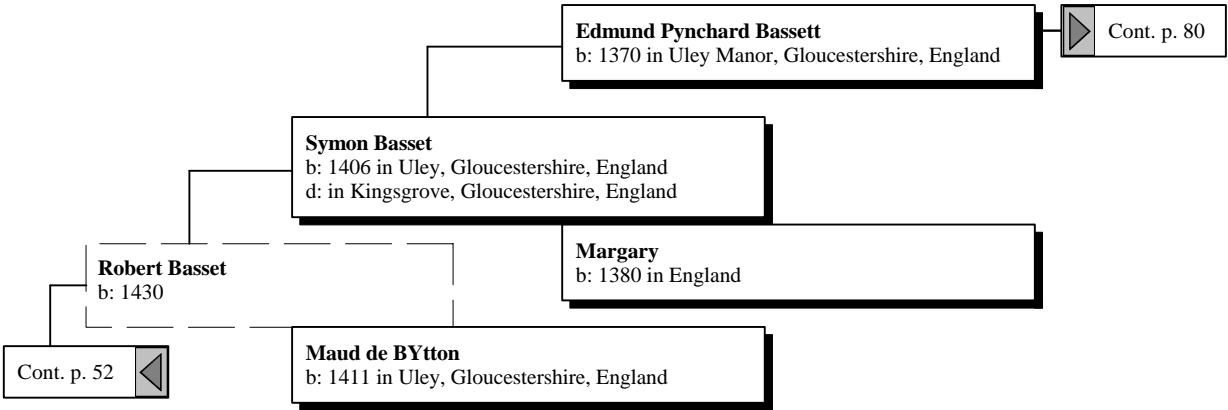 Edmund Pynchard Bassett
b: 1370 in Uley Manor, Gloucestershire, England
Cont. p. 80
Symon Basset
b: 1406 in Uley, Gloucestershire, England
d: in Kingsgrove, Gloucestershire, England
Margary
b: 1380 in England
Robert Basset
b: 1430
Cont. p. 52
Maud de BYtton
b: 1411 in Uley, Gloucestershire, England